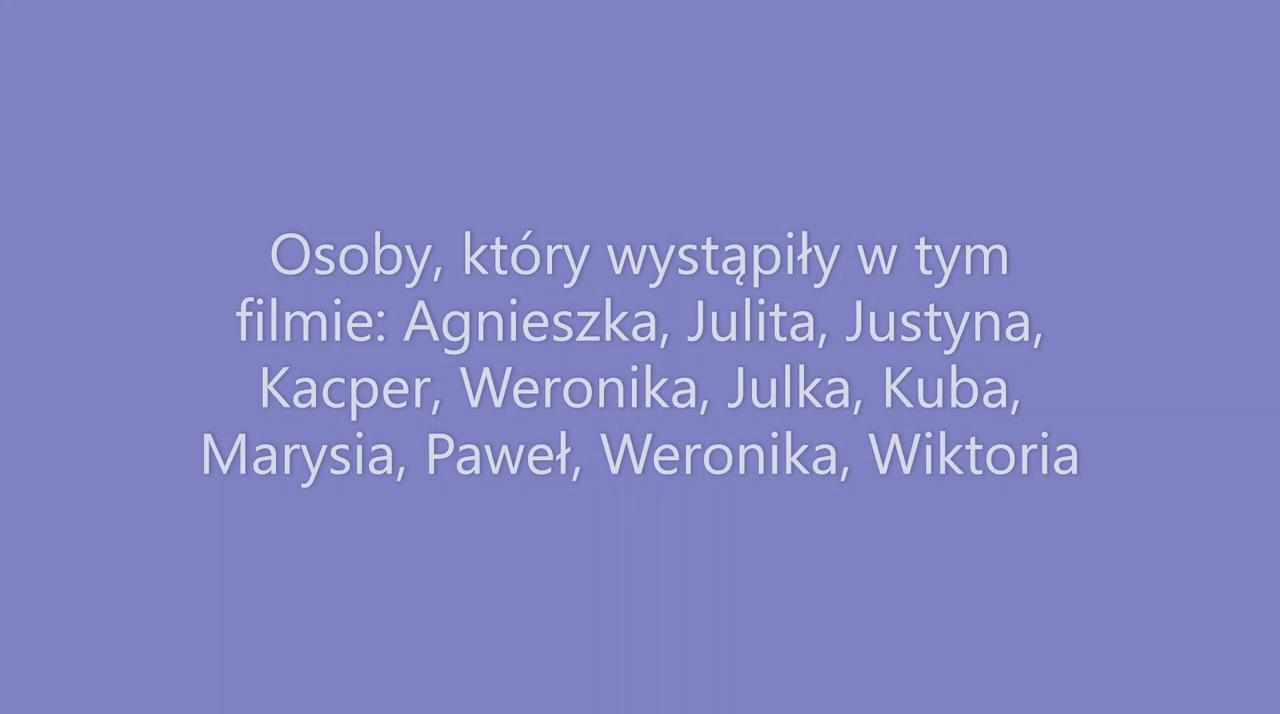 Osoby, który wystąpiły w tym
filmie: Agnieszka, Julita, Justyna,
Kacper, Weronika, Julka, Kuba,
Marysia, Paweł, Weronika, Wiktoria